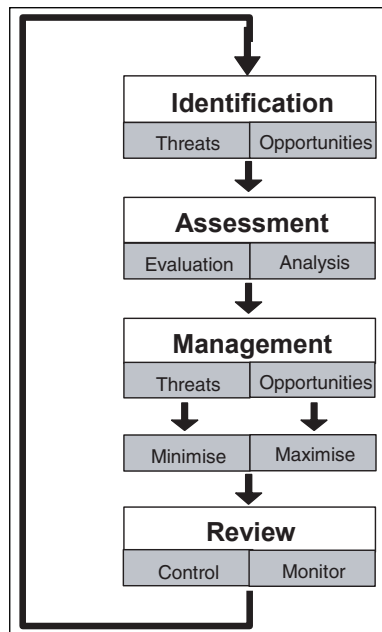 Identification
Threats Opportunities
Assessment
Evaluation Analysis
Management
Threats Opportunities
Minimise Maximise
Review
Control Monitor